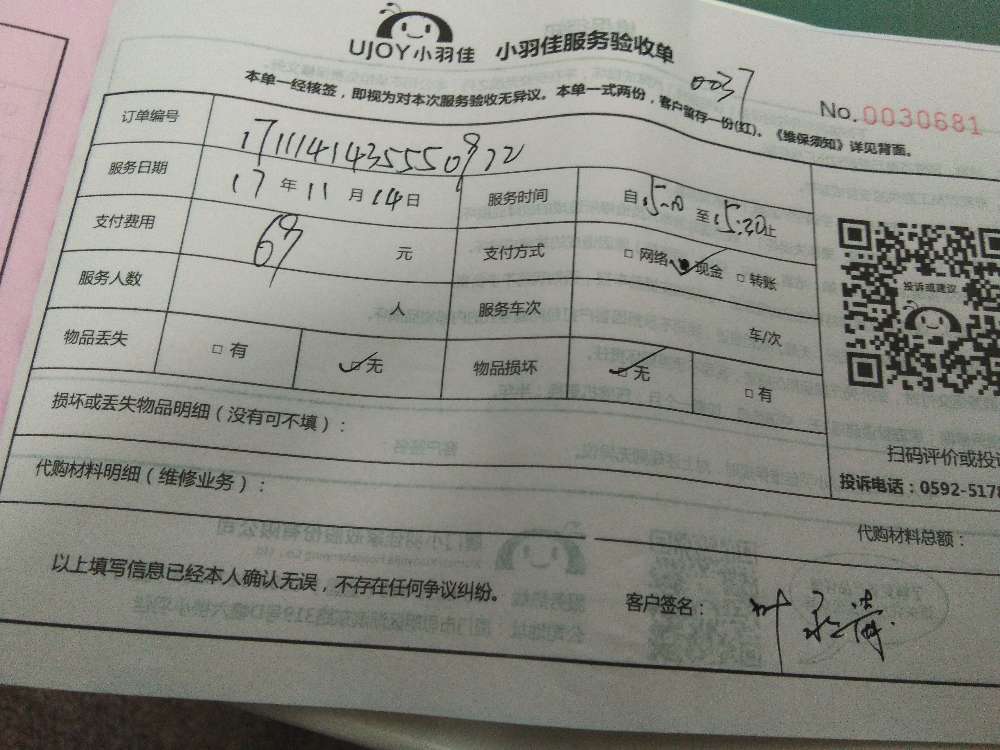 UJOY小羽佳 小羽佳服务验收单
0037
No.0030681
本单一经核签，即视为对本次服务验收无异议。本单一式两份，客户留存一份(红)。《维保须知》详见背面。
订单编号
服务日期 17 年 11 月 14 日 服务时间 自 15:00 至 15:30 止
支付费用 69 元 支付方式 □ 网络 现金 □ 转账
服务人数 人 服务车次 车/次
物品丢失 □ 有 □ 无 物品损坏 □ 无 □ 有
投诉或建议
损坏或丢失物品明细（没有可不填）：
扫码评价或投诉
代购材料明细（维修业务）：
投诉电话：0592-5178
代购材料总额：
以上填写信息已经本人确认无误，不存在任何争议纠纷。
客户签名：